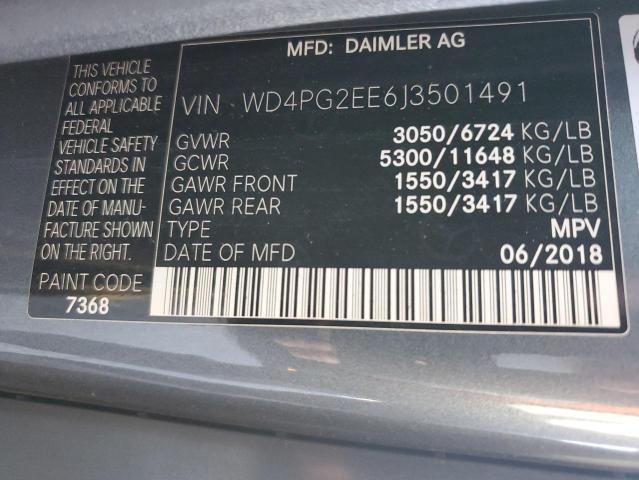 MFD: DAIMLER AG
THIS VEHICLE
CONFORMS TO
ALL APPLICABLE
FEDERAL
VEHICLE SAFETY
STANDARDS IN
EFFECT ON THE
DATE OF MANU-
FACTURE SHOWN
ON THE RIGHT.
PAINT CODE
7368
VIN WD4PG2EE6J3501491
GVWR 3050/6724 KG/LB
GCWR 5300/11648 KG/LB
GAWR FRONT 1550/3417 KG/LB
GAWR REAR 1550/3417 KG/LB
TYPE MPV
DATE OF MFD 06/2018